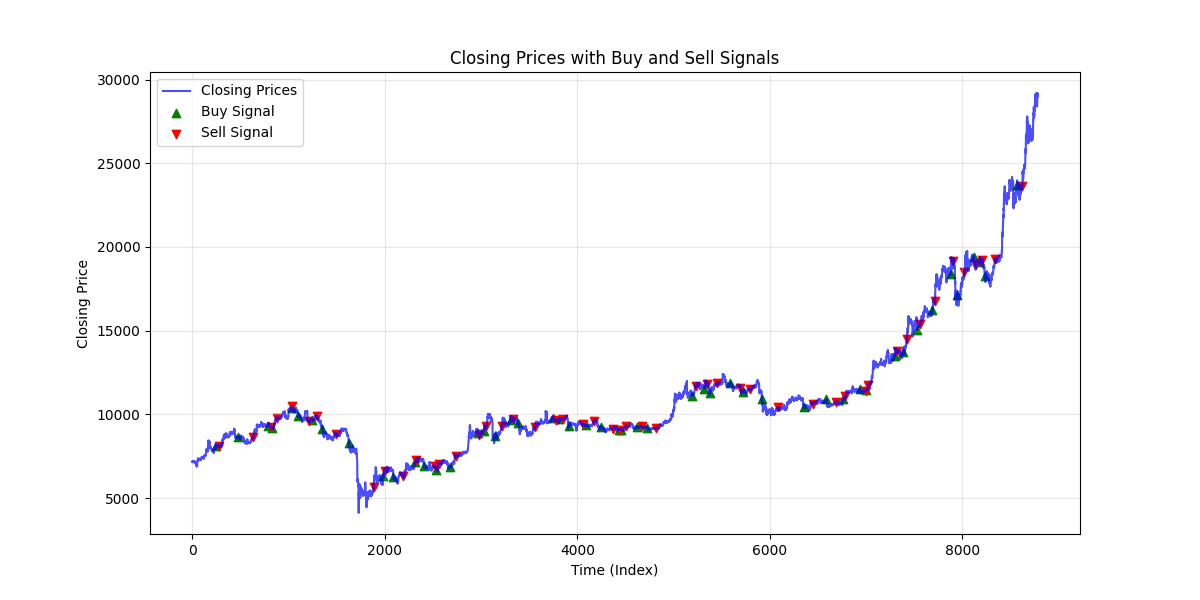 Closing Prices with Buy and Sell Signals
Closing Prices
Buy Signal
Sell Signal
30000
25000
20000
15000
10000
5000
Closing Price
0 2000 4000 6000 8000
Time (Index)